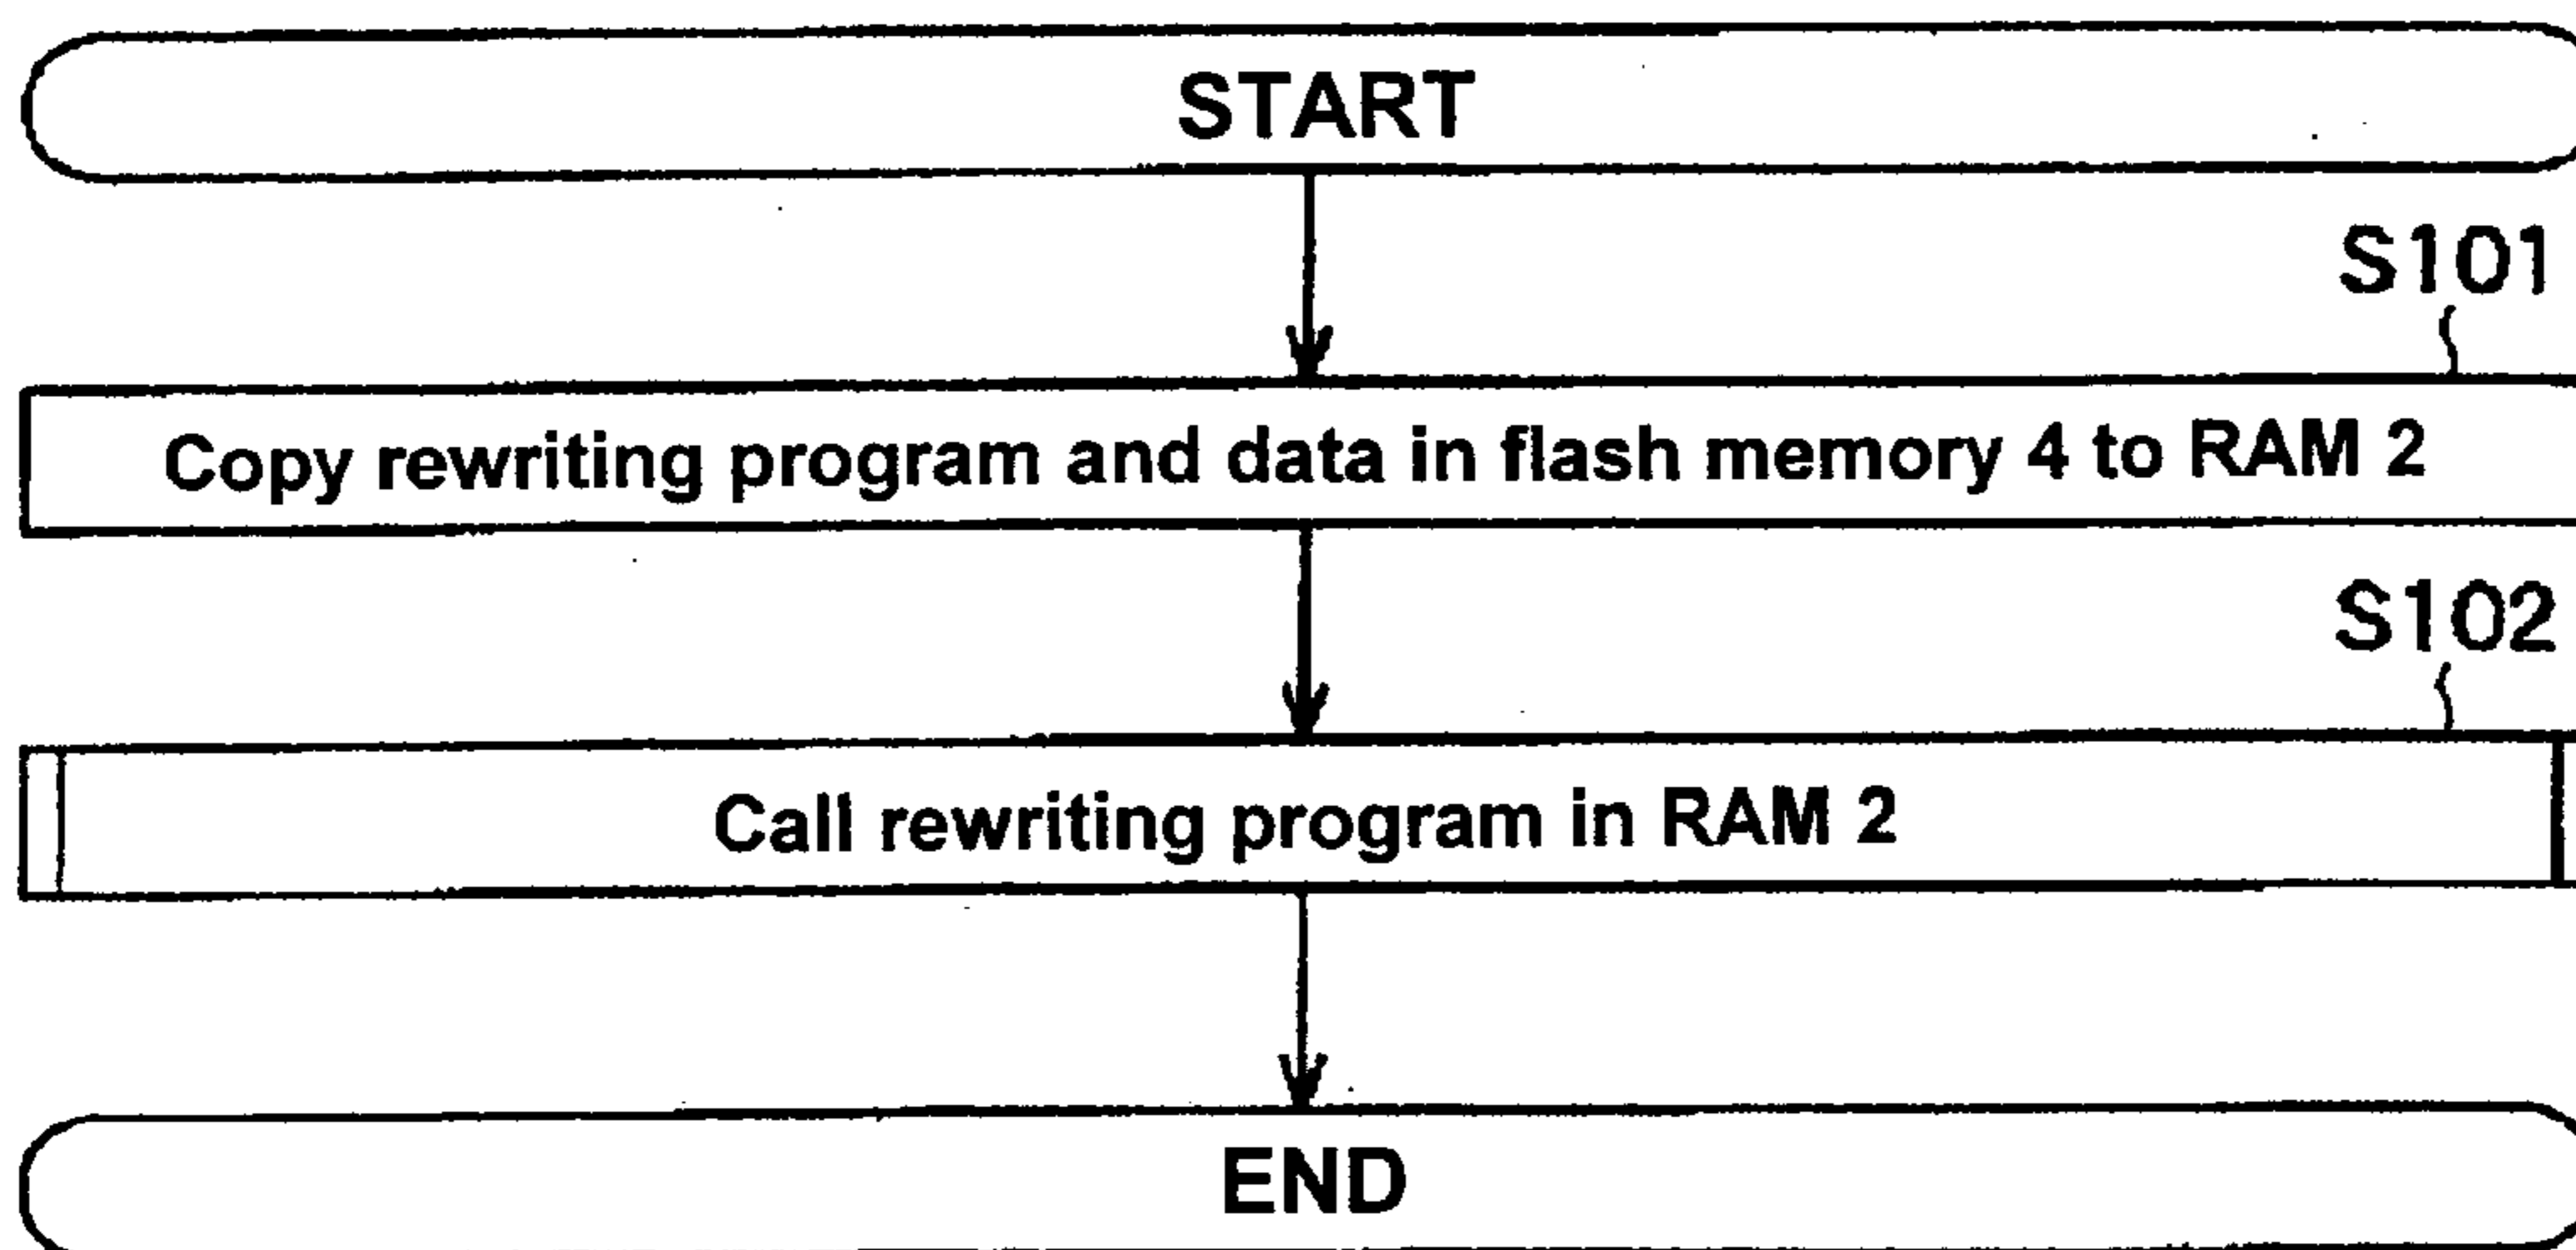 START
S101
Copy rewriting program and data in flash memory 4 to RAM 2
S102
Call rewriting program in RAM 2
END